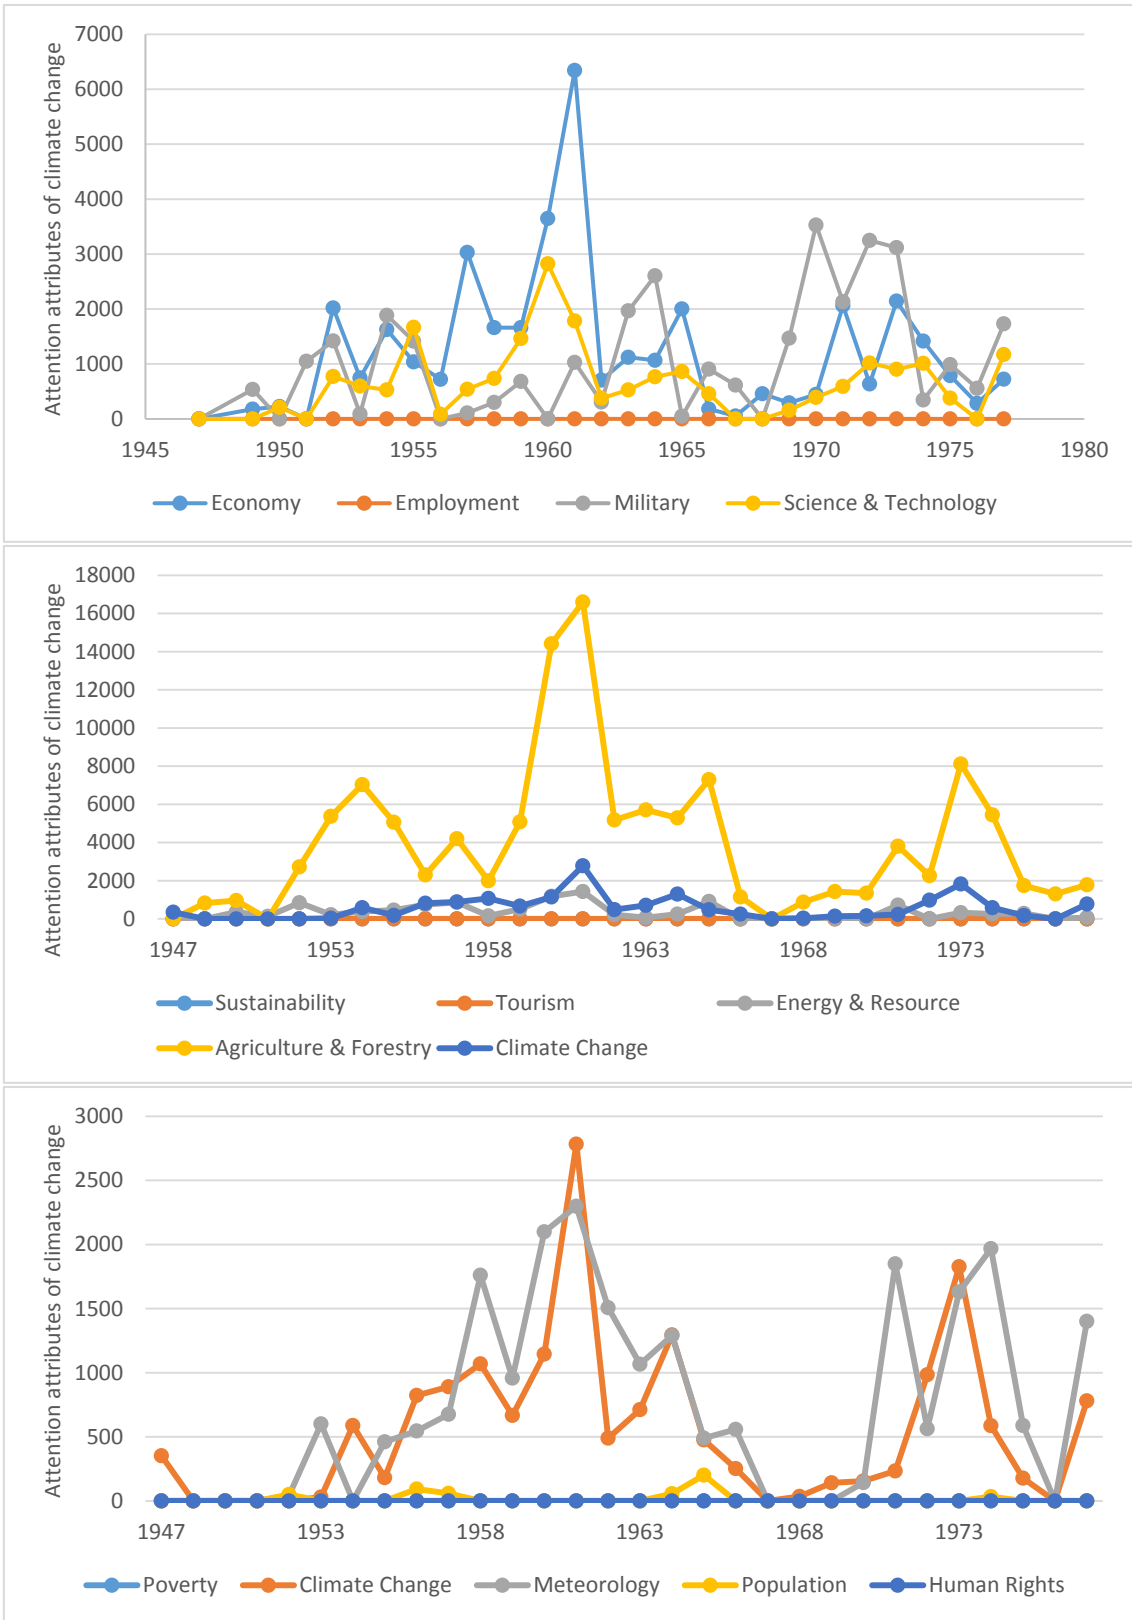 Attention attributes of climate change
7000
6000
5000
4000
3000
2000
1000
0
1945 1950 1955 1960 1965 1970 1975 1980
Economy Employment Military Science & Technology
Attention attributes of climate change
18000
16000
14000
12000
10000
8000
6000
4000
2000
0
1947 1953 1958 1963 1968 1973
Sustainability Tourism Energy & Resource
Agriculture & Forestry Climate Change
Attention attributes of climate change
3000
2500
2000
1500
1000
500
0
1947 1953 1958 1963 1968 1973
Poverty Climate Change Meteorology Population Human Rights